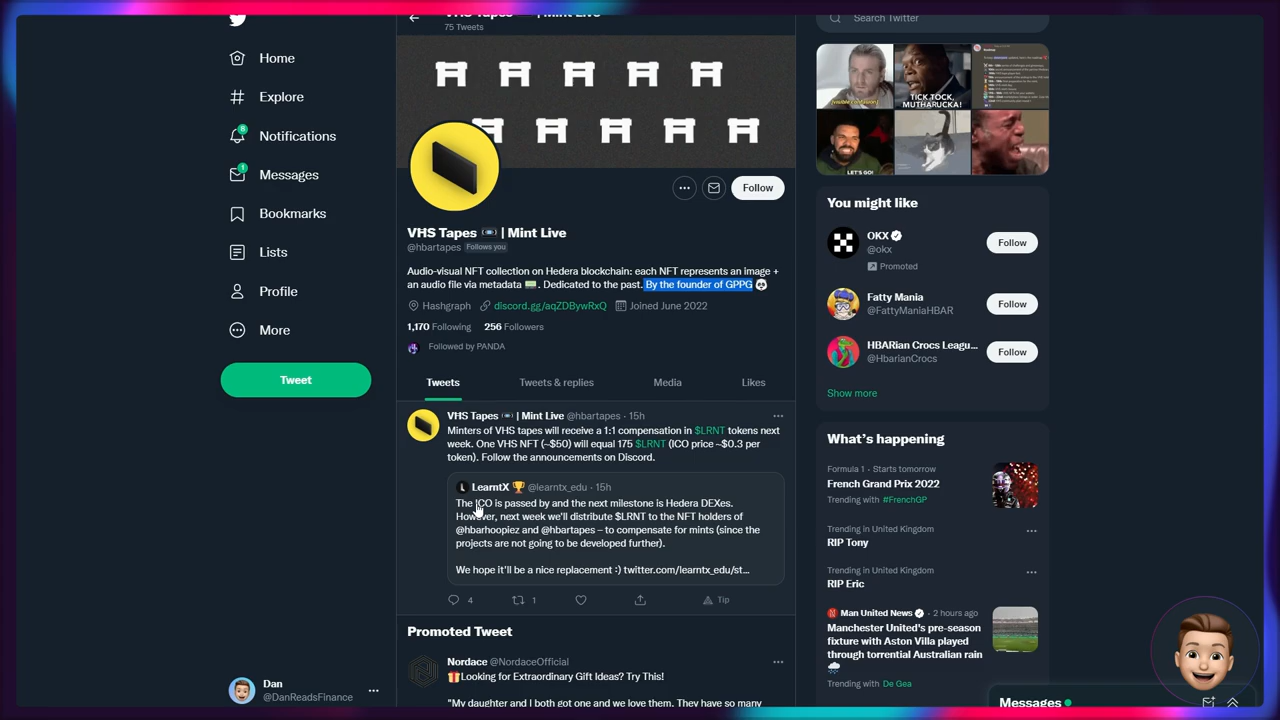 VHS Tapes | Mint Live
75 Tweets
Search Twitter
Home
Explore
8
Notifications
1
Messages
Bookmarks
Lists
Profile
More
Tweet
Dan
@DanReadsFinance
Follow
VHS Tapes | Mint Live
@hbartapes Follows you
Audio-visual NFT collection on Hedera blockchain: each NFT represents an image +
an audio file via metadata . Dedicated to the past. By the founder of GPPG
Hashgraph discord.gg/aqZDBywRxQ Joined June 2022
1,170 Following 256 Followers
Followed by PANDA
Tweets Tweets & replies Media Likes
VHS Tapes | Mint Live @hbartapes · 15h
Minters of VHS tapes will receive a 1:1 compensation in $LRNT tokens next
week. One VHS NFT (~$50) will equal 175 $LRNT (ICO price ~$0.3 per
token). Follow the announcements on Discord.
LearntX @learntx_edu · 15h
The ICO is passed by and the next milestone is Hedera DEXes.
However, next week we'll distribute $LRNT to the NFT holders of
@hbarhoopiez and @hbartapes – to compensate for mints (since the
projects are not going to be developed further).
We hope it'll be a nice replacement :) twitter.com/learntx_edu/st...
4 1 Tip
Promoted Tweet
Nordace @NordaceOfficial
Looking for Extraordinary Gift Ideas? Try This!
"My daughter and I both got one and we love them. They have so many
TICK TOCK,
MUTHARUCKA!
LET'S GO!
You might like
OKX
@okx
Promoted
Follow
Fatty Mania
@FattyManiaHBAR
Follow
HBARian Crocs Leagu...
@HbarianCrocs
Follow
Show more
What's happening
Formula 1 · Starts tomorrow
French Grand Prix 2022
Trending with #FrenchGP
Trending in United Kingdom
RIP Tony
Trending in United Kingdom
RIP Eric
Man United News · 2 hours ago
Manchester United's pre-season
fixture with Aston Villa played
through torrential Australian rain
Trending with De Gea
Messages